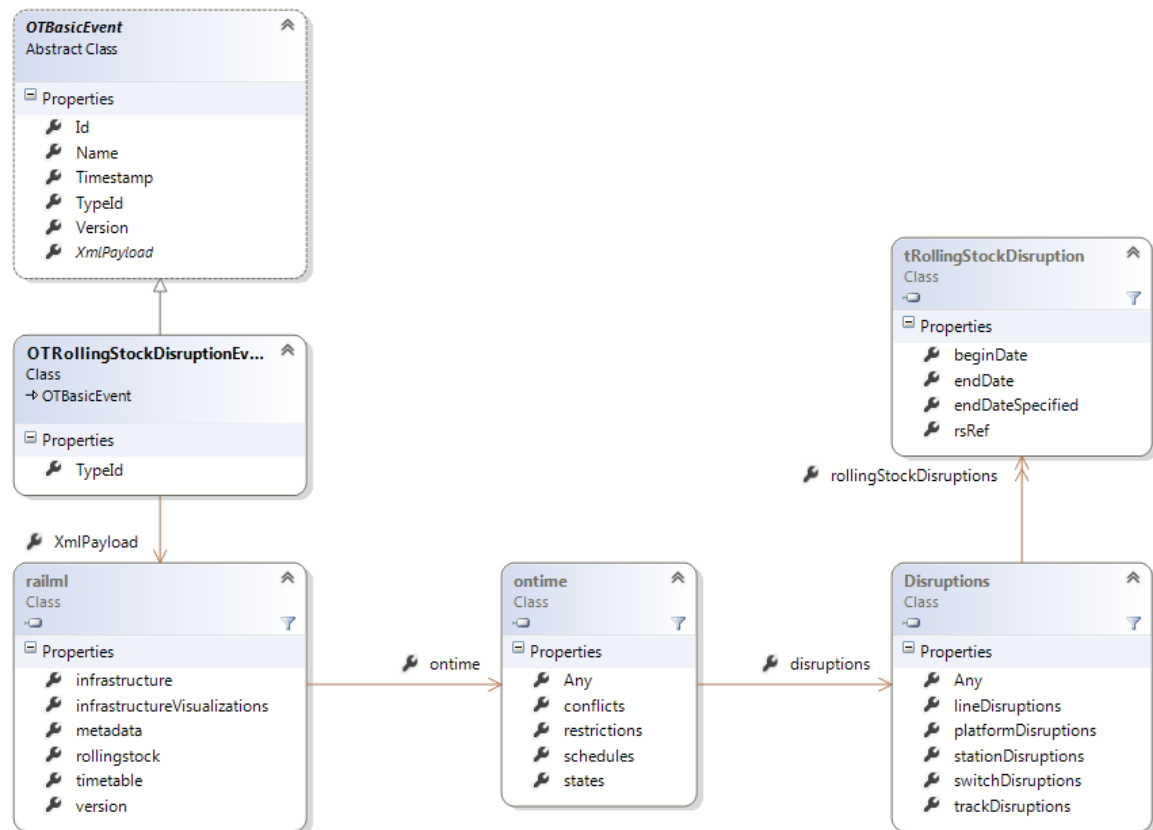 OTBasicEvent
Abstract Class
Properties
Id
Name
Timestamp
TypeId
Version
XmlPayload
OTRollingStockDisruptionEv...
Class
OTBasicEvent
Properties
TypeId
XmlPayload
railml
Class
Properties
infrastructure
infrastructureVisualizations
metadata
rollingstock
timetable
version
ontime
ontime
Class
Properties
Any
conflicts
restrictions
schedules
states
disruptions
Disruptions
Class
Properties
Any
lineDisruptions
platformDisruptions
stationDisruptions
switchDisruptions
trackDisruptions
rollingStockDisruptions
tRollingStockDisruption
Class
Properties
beginDate
endDate
endDateSpecified
rsRef